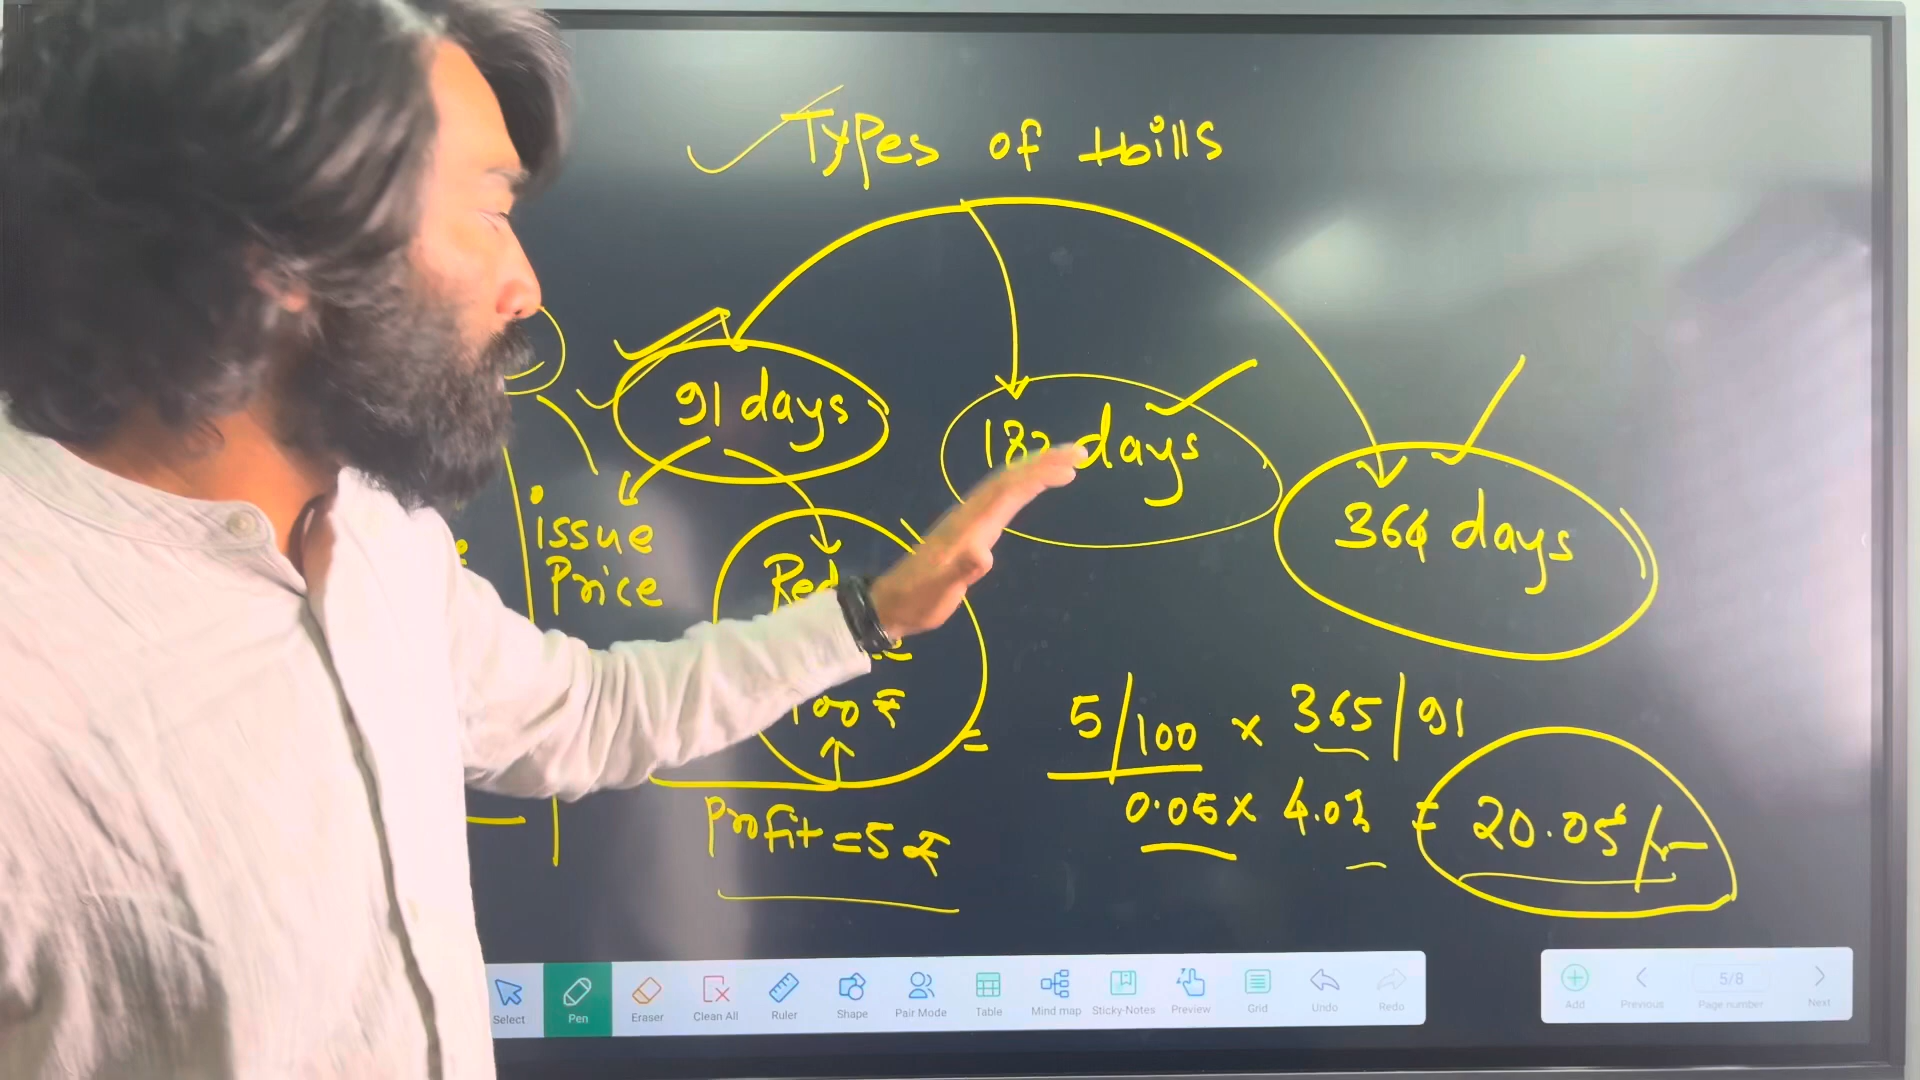 Types of tbills
91 days
182 days
364 days
issue
Price
100 ₹
Profit = 5 ₹
5/100 × 365/91
0.05 × 4.01 = 20.05/
Select
Pen
Eraser
Clean All
Ruler
Shape
Pair Mode
Table
Mind map
Sticky-Notes
Preview
Grid
Undo
Redo
Add
Previous
5/8
Page number
Next